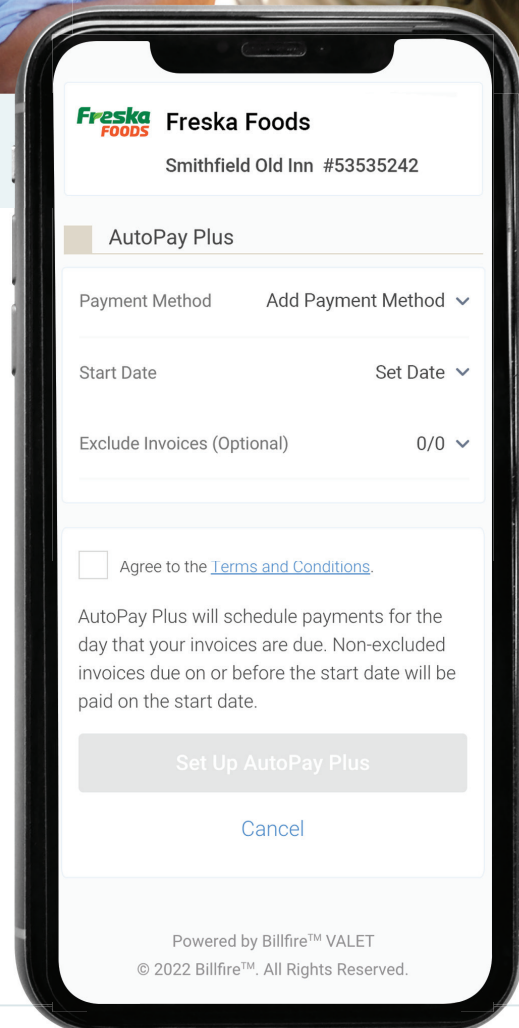 Freska
FOODS
Freska Foods
Smithfield Old Inn #53535242
AutoPay Plus
Payment Method Add Payment Method
Start Date Set Date
Exclude Invoices (Optional) 0/0
Agree to the Terms and Conditions.
AutoPay Plus will schedule payments for the
day that your invoices are due. Non-excluded
invoices due on or before the start date will be
paid on the start date.
Set Up AutoPay Plus
Cancel
Powered by Billfire™ VALET
© 2022 Billfire™. All Rights Reserved.